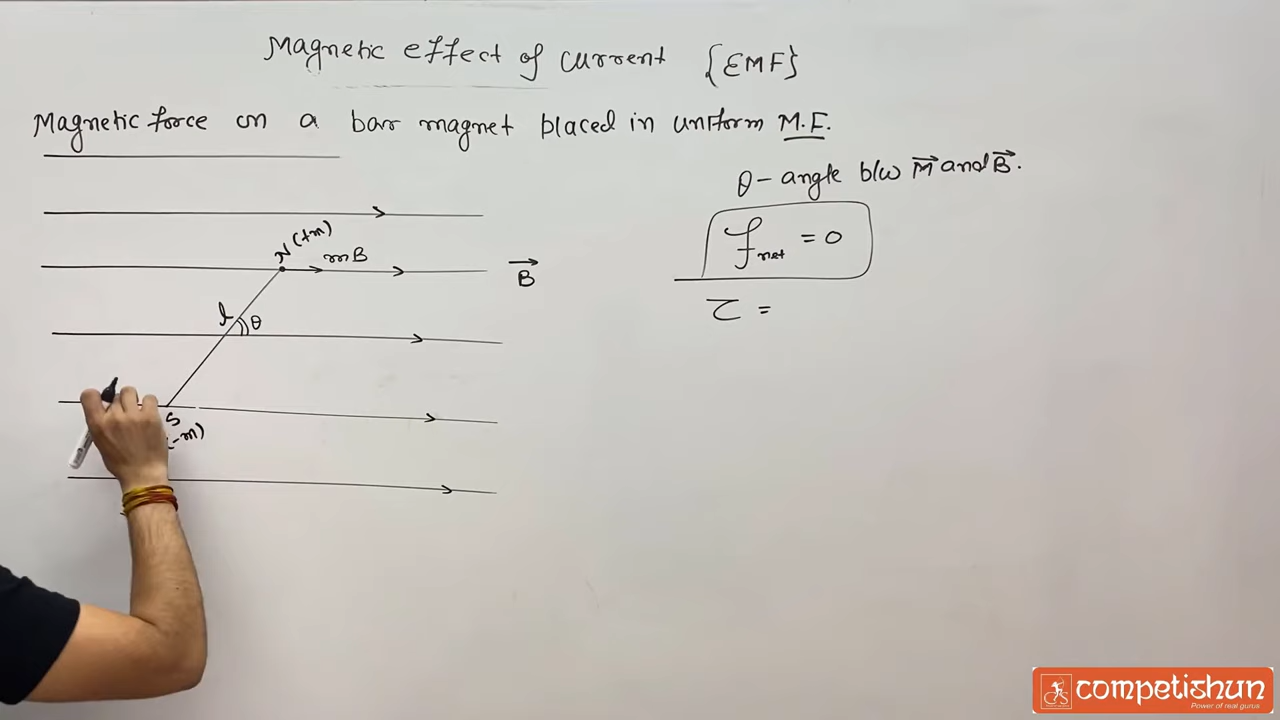 Magnetic effect of current {EMF}
Magnetic force on a bar magnet placed in uniform M.F.
θ - angle b/w M⃗ and B⃗.
N (+m)
mB
F_net = 0
B⃗
τ =
l
θ
S
(-m)
competishun
Power of real gurus